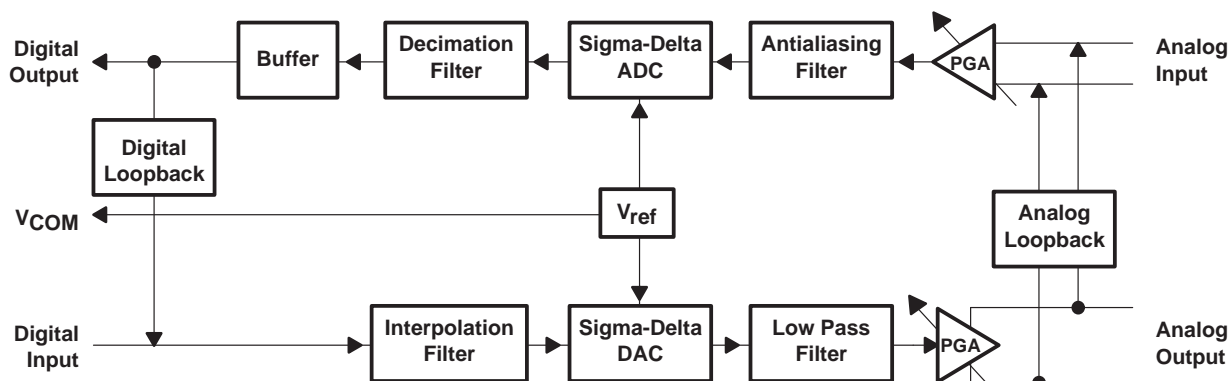 Digital
Output
Buffer
Decimation
Filter
Sigma-Delta
ADC
Antialiasing
Filter
PGA
Analog
Input
Digital
Loopback
VCOM
Vref
Analog
Loopback
Digital
Input
Interpolation
Filter
Sigma-Delta
DAC
Low Pass
Filter
PGA
Analog
Output